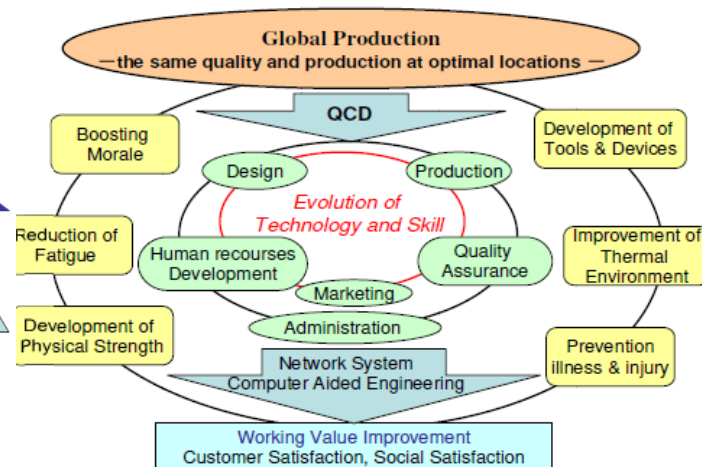 Global Production
—the same quality and production at optimal locations —
QCD
Boosting
Morale
Development of
Tools & Devices
Design
Production
Evolution of
Technology and Skill
Reduction of
Fatigue
Human recourses
Development
Quality
Assurance
Improvement of
Thermal
Environment
Marketing
Administration
Development of
Physical Strength
Prevention
illness & injury
Network System
Computer Aided Engineering
Working Value Improvement
Customer Satisfaction, Social Satisfaction